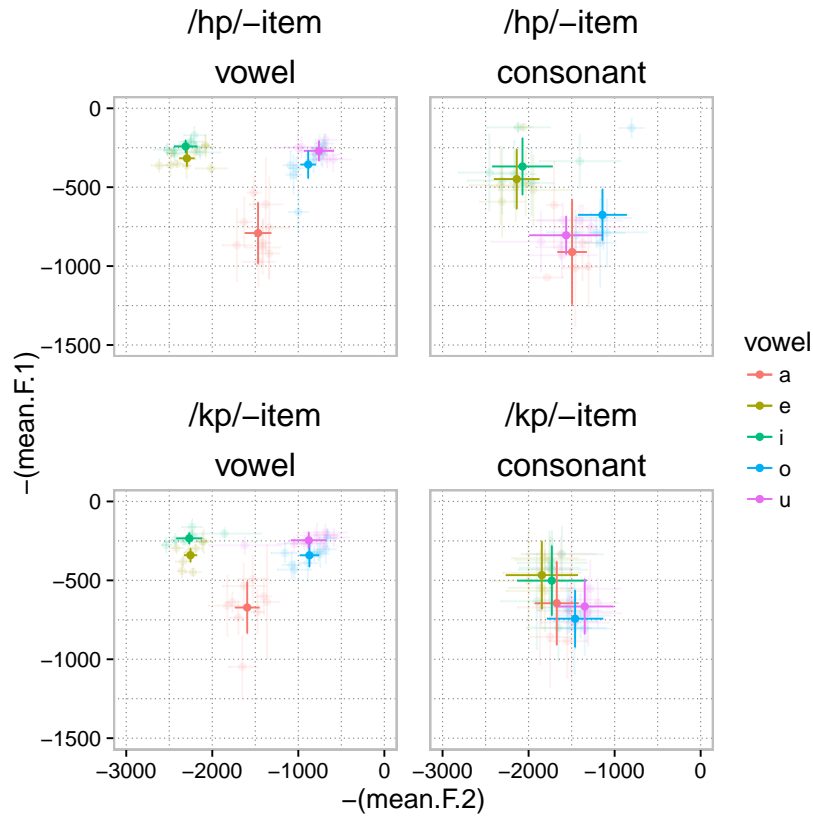 /hp/-item
vowel
/hp/-item
consonant
0
−500
−1000
−1500
/kp/-item
vowel
/kp/-item
consonant
0
−500
−1000
−1500
−3000 −2000 −1000 0
−3000 −2000 −1000 0
−(mean.F.2)
−(mean.F.1)
vowel
a
e
i
o
u